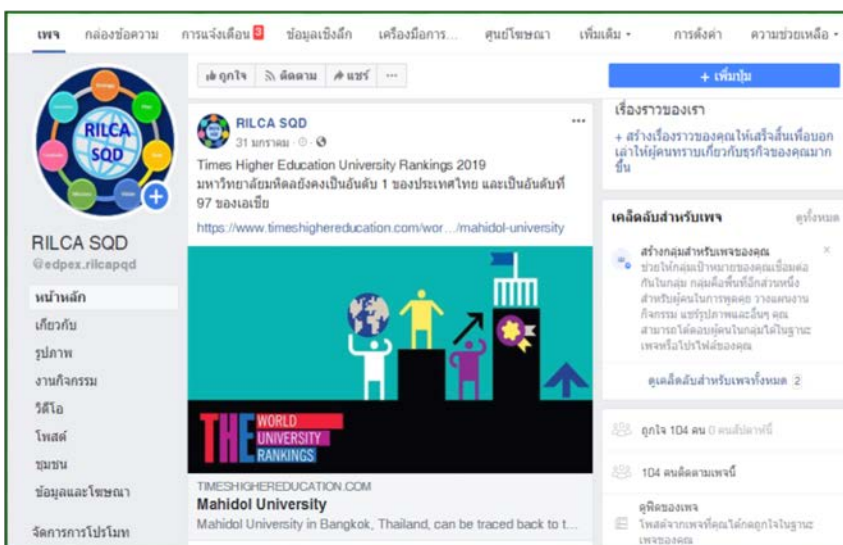 เพจ กล่องข้อความ การแจ้งเตือน 3 ข้อมูลเชิงลึก เครื่องมือการ... ศูนย์โฆษณา เพิ่มเติม การตั้งค่า ความช่วยเหลือ
ถูกใจ ติดตาม แชร์ ...
+ เพิ่มปุ่ม
RILCA
SQD
RILCA SQD
@edpex.rilcapqd
หน้าหลัก
เกี่ยวกับ
รูปภาพ
งานกิจกรรม
วิดีโอ
โพสต์
ชุมชน
ข้อมูลและโฆษณา
จัดการการโปรโมท
RILCA SQD
31 มกราคม
Times Higher Education University Rankings 2019
มหาวิทยาลัยมหิดลยังคงเป็นอันดับ 1 ของประเทศไทย และเป็นอันดับที่
97 ของเอเชีย
https://www.timeshighereducation.com/wor.../mahidol-university
THE WORLD
UNIVERSITY
RANKINGS
TIMESHIGHEREDUCATION.COM
Mahidol University
Mahidol University in Bangkok, Thailand, can be traced back to t...
เรื่องราวของเรา
+ สร้างเรื่องราวของคุณให้เสร็จสิ้นเพื่อบอก
เล่าให้ผู้คนทราบเกี่ยวกับธุรกิจของคุณมาก
ขึ้น
เคล็ดลับสำหรับเพจ ดูทั้งหมด
สร้างกลุ่มสำหรับเพจของคุณ
ช่วยให้กลุ่มเป้าหมายของคุณเชื่อมต่อ
กันในกลุ่ม กลุ่มคือพื้นที่อีกส่วนหนึ่ง
สำหรับผู้คนในการพูดคุย วางแผนงาน
กิจกรรม แชร์รูปภาพและอื่นๆ คุณ
สามารถโต้ตอบผู้คนในกลุ่มได้ในฐานะ
เพจหรือโปรไฟล์ของคุณ
ดูเคล็ดลับสำหรับเพจทั้งหมด 2
ถูกใจ 104 คน 0 คนสัปดาห์นี้
104 คนติดตามเพจนี้
ดูฟีดของเพจ
โพสต์จากเพจที่คุณได้กดถูกใจในฐานะ
เพจของคุณ